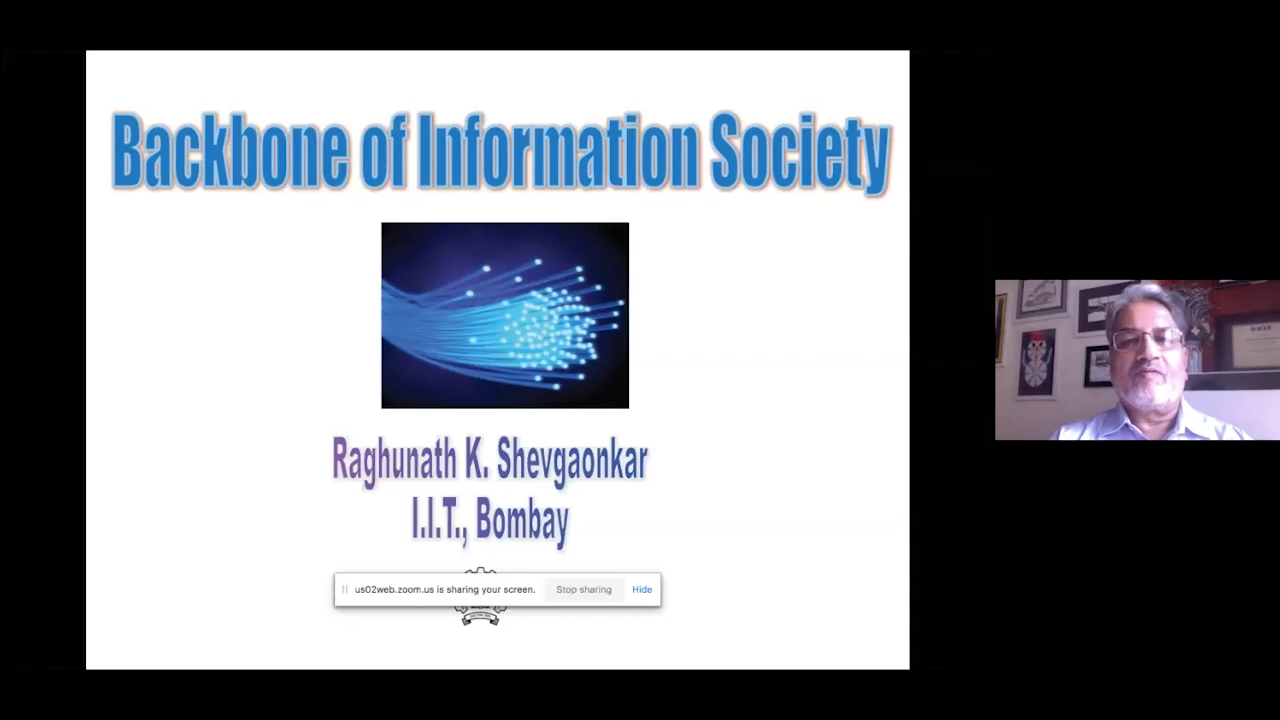 Backbone of Information Society
Raghunath K. Shevgaonkar
I.I.T., Bombay
us02web.zoom.us is sharing your screen. Stop sharing Hide